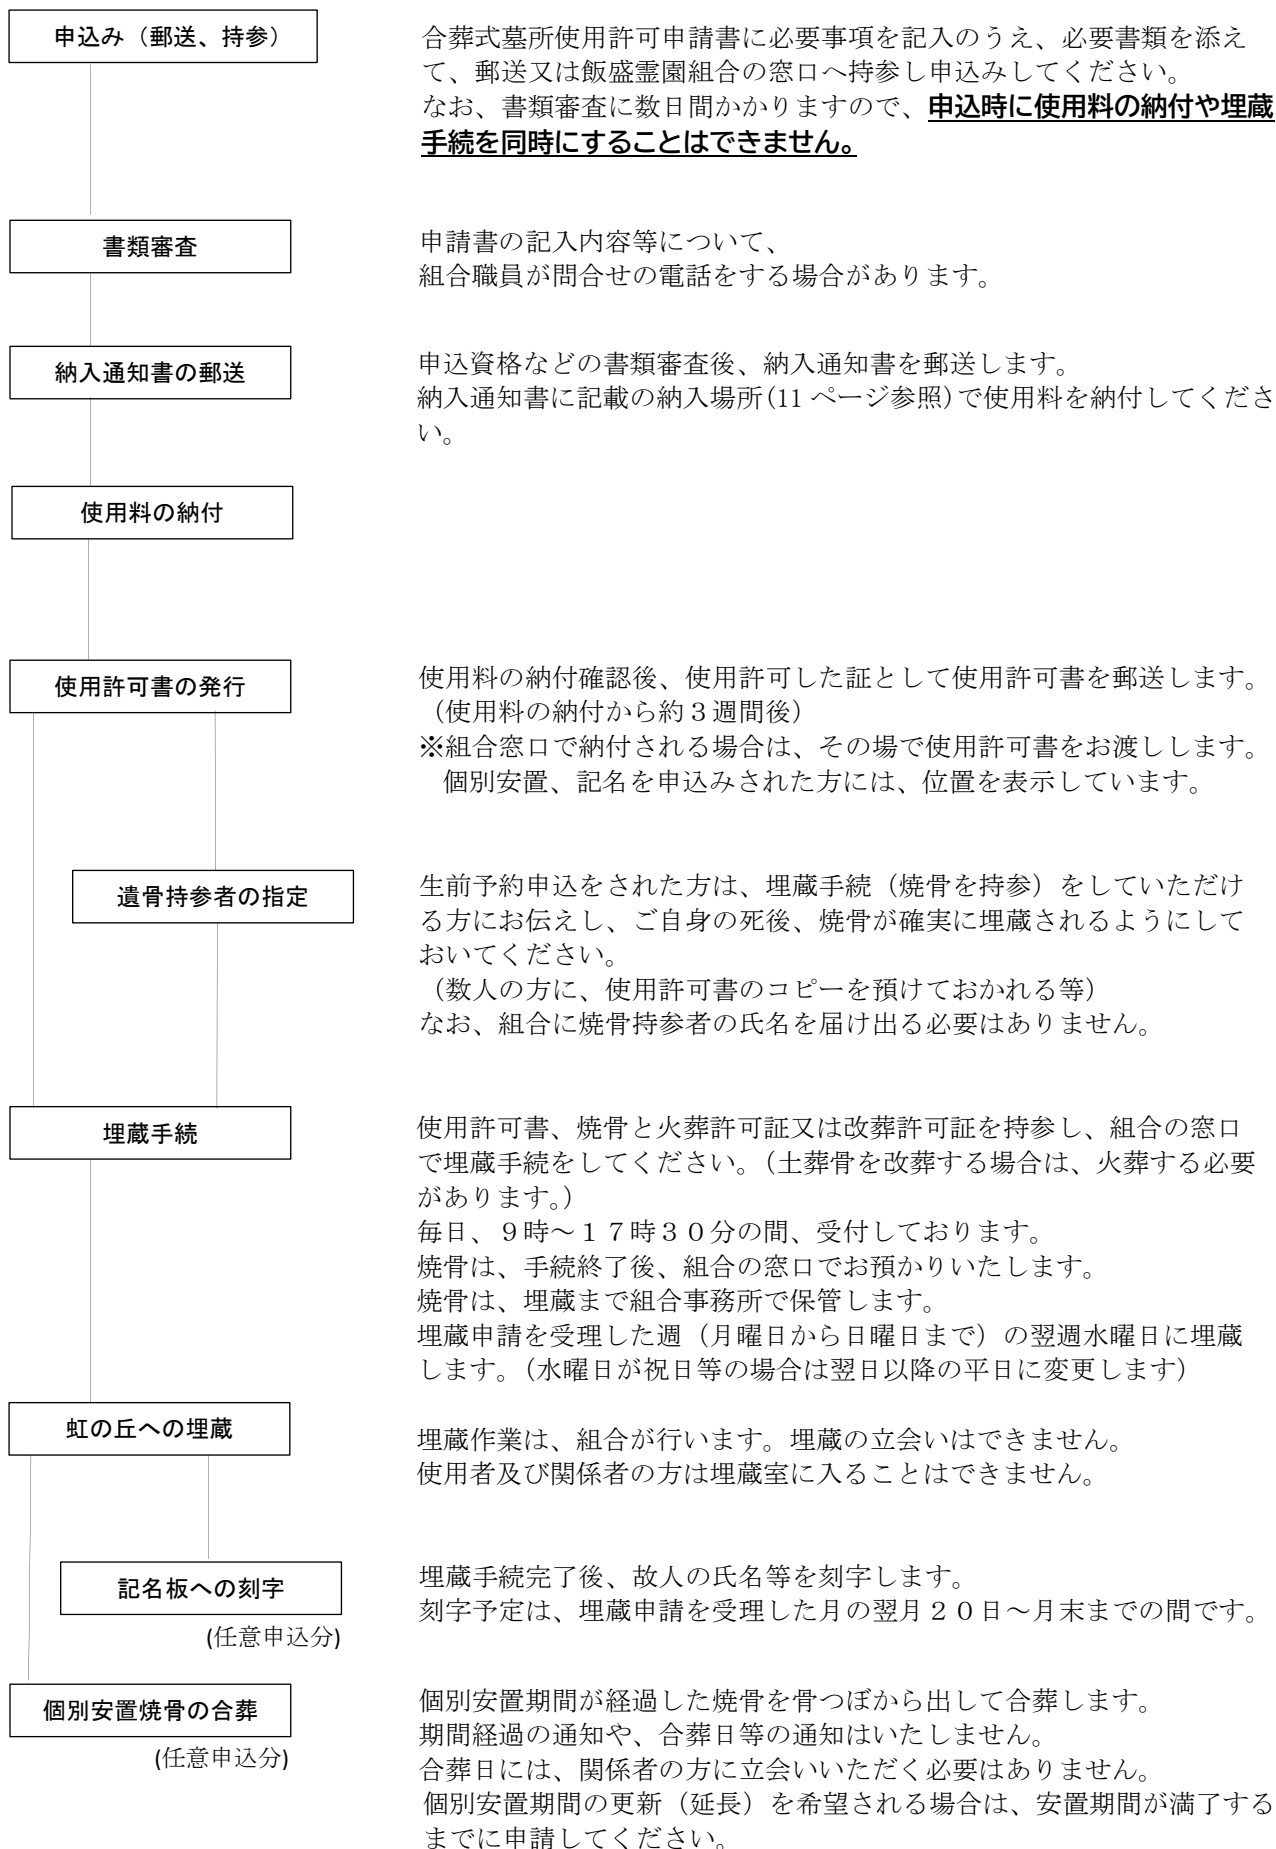 申込み（郵送、持参）
合葬式墓所使用許可申請書に必要事項を記入のうえ、必要書類を添え
て、郵送又は飯盛霊園組合の窓口へ持参し申込みしてください。
なお、書類審査に数日間かかりますので、申込時に使用料の納付や埋蔵
手続を同時にすることはできません。
書類審査
申請書の記入内容等について、
組合職員が問合せの電話をする場合があります。
納入通知書の郵送
申込資格などの書類審査後、納入通知書を郵送します。
納入通知書に記載の納入場所(11 ページ参照)で使用料を納付してくださ
い。
使用料の納付
使用許可書の発行
使用料の納付確認後、使用許可した証として使用許可書を郵送します。
（使用料の納付から約３週間後）
※組合窓口で納付される場合は、その場で使用許可書をお渡しします。
個別安置、記名を申込みされた方には、位置を表示しています。
遺骨持参者の指定
生前予約申込をされた方は、埋蔵手続（焼骨を持参）をしていただけ
る方にお伝えし、ご自身の死後、焼骨が確実に埋蔵されるようにして
おいてください。
（数人の方に、使用許可書のコピーを預けておかれる等）
なお、組合に焼骨持参者の氏名を届け出る必要はありません。
埋蔵手続
使用許可書、焼骨と火葬許可証又は改葬許可証を持参し、組合の窓口
で埋蔵手続をしてください。（土葬骨を改葬する場合は、火葬する必要
があります。）
毎日、９時～１７時３０分の間、受付しております。
焼骨は、手続終了後、組合の窓口でお預かりいたします。
焼骨は、埋蔵まで組合事務所で保管します。
埋蔵申請を受理した週（月曜日から日曜日まで）の翌週水曜日に埋蔵
します。（水曜日が祝日等の場合は翌日以降の平日に変更します）
虹の丘への埋蔵
埋蔵作業は、組合が行います。埋蔵の立会いはできません。
使用者及び関係者の方は埋蔵室に入ることはできません。
記名板への刻字
(任意申込分)
埋蔵手続完了後、故人の氏名等を刻字します。
刻字予定は、埋蔵申請を受理した月の翌月２０日～月末までの間です。
個別安置焼骨の合葬
(任意申込分)
個別安置期間が経過した焼骨を骨つぼから出して合葬します。
期間経過の通知や、合葬日等の通知はいたしません。
合葬日には、関係者の方に立会いいただく必要はありません。
個別安置期間の更新（延長）を希望される場合は、安置期間が満了する
までに申請してください。